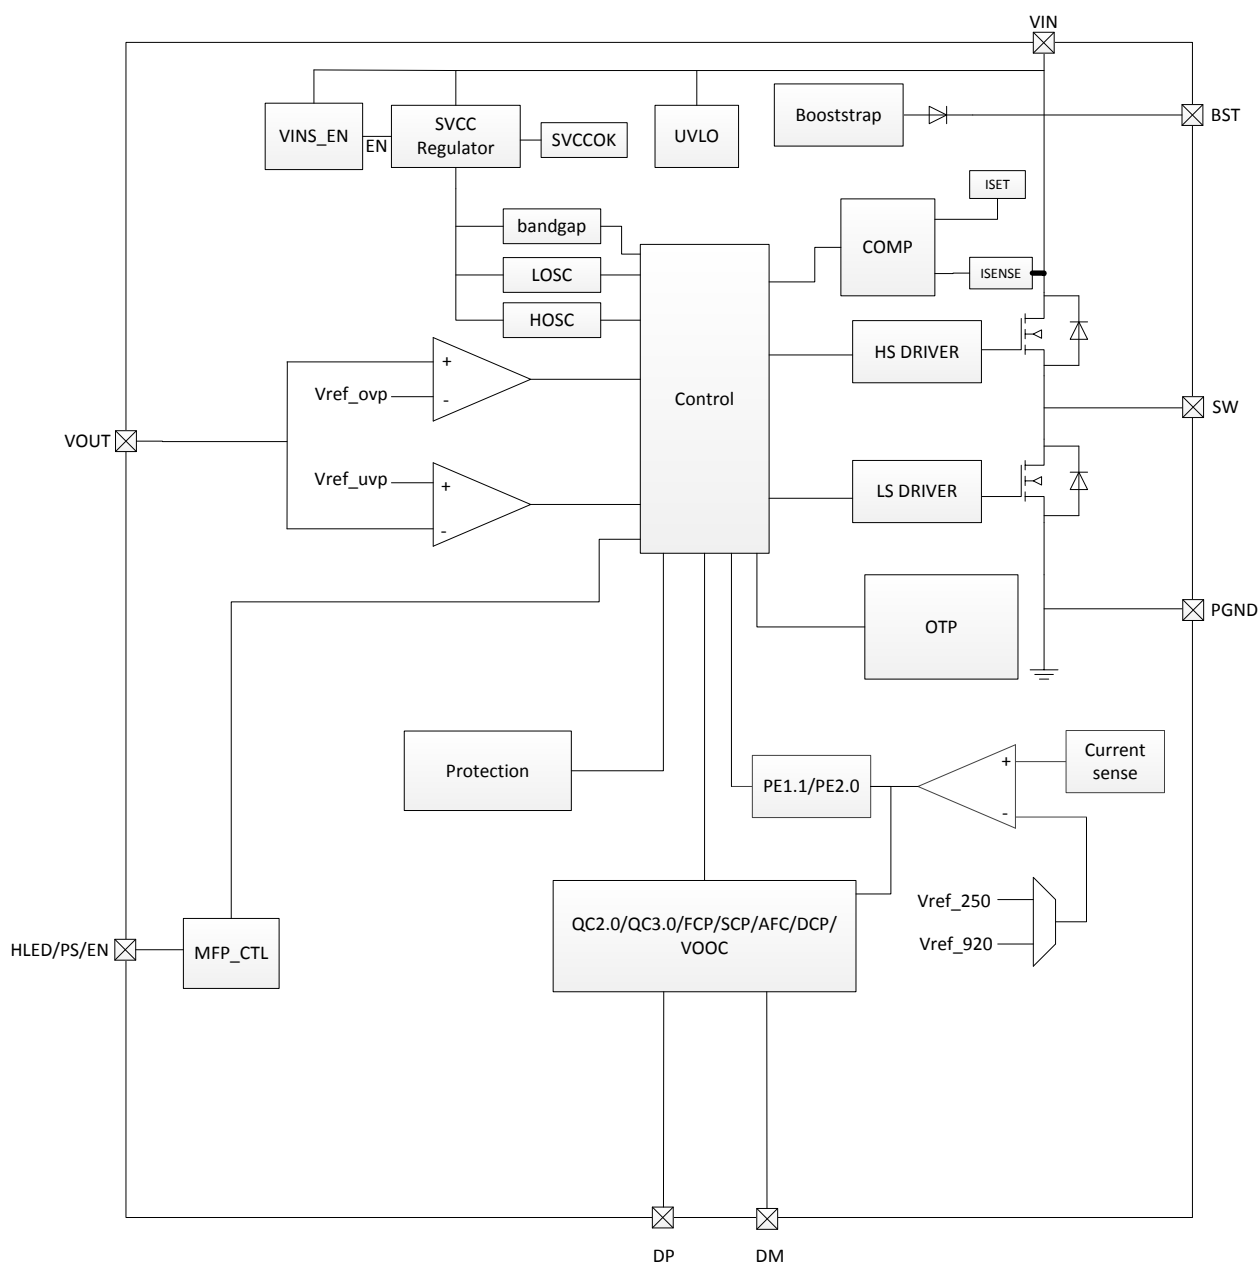 VIN
VINS_EN
EN
SVCC
Regulator
SVCCOK
UVLO
Booststrap
BST
ISET
bandgap
COMP
LOSC
ISENSE
HOSC
HS DRIVER
+
Vref_ovp
-
Control
SW
VOUT
Vref_uvp
+
-
LS DRIVER
PGND
OTP
Protection
PE1.1/PE2.0
+
-
Current
sense
QC2.0/QC3.0/FCP/SCP/AFC/DCP/
VOOC
Vref_250
Vref_920
HLED/PS/EN
MFP_CTL
DP
DM